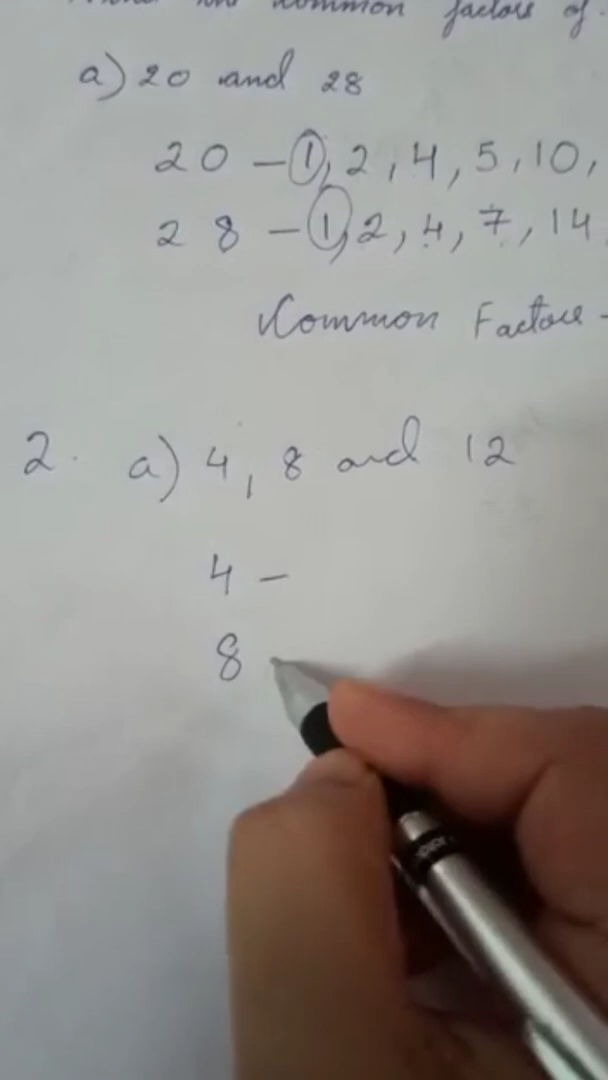 common factors of
a) 20 and 28
20 - 1, 2, 4, 5, 10,
28 - 1, 2, 4, 7, 14
Common Factors -
2. a) 4, 8 and 12
4 -
8